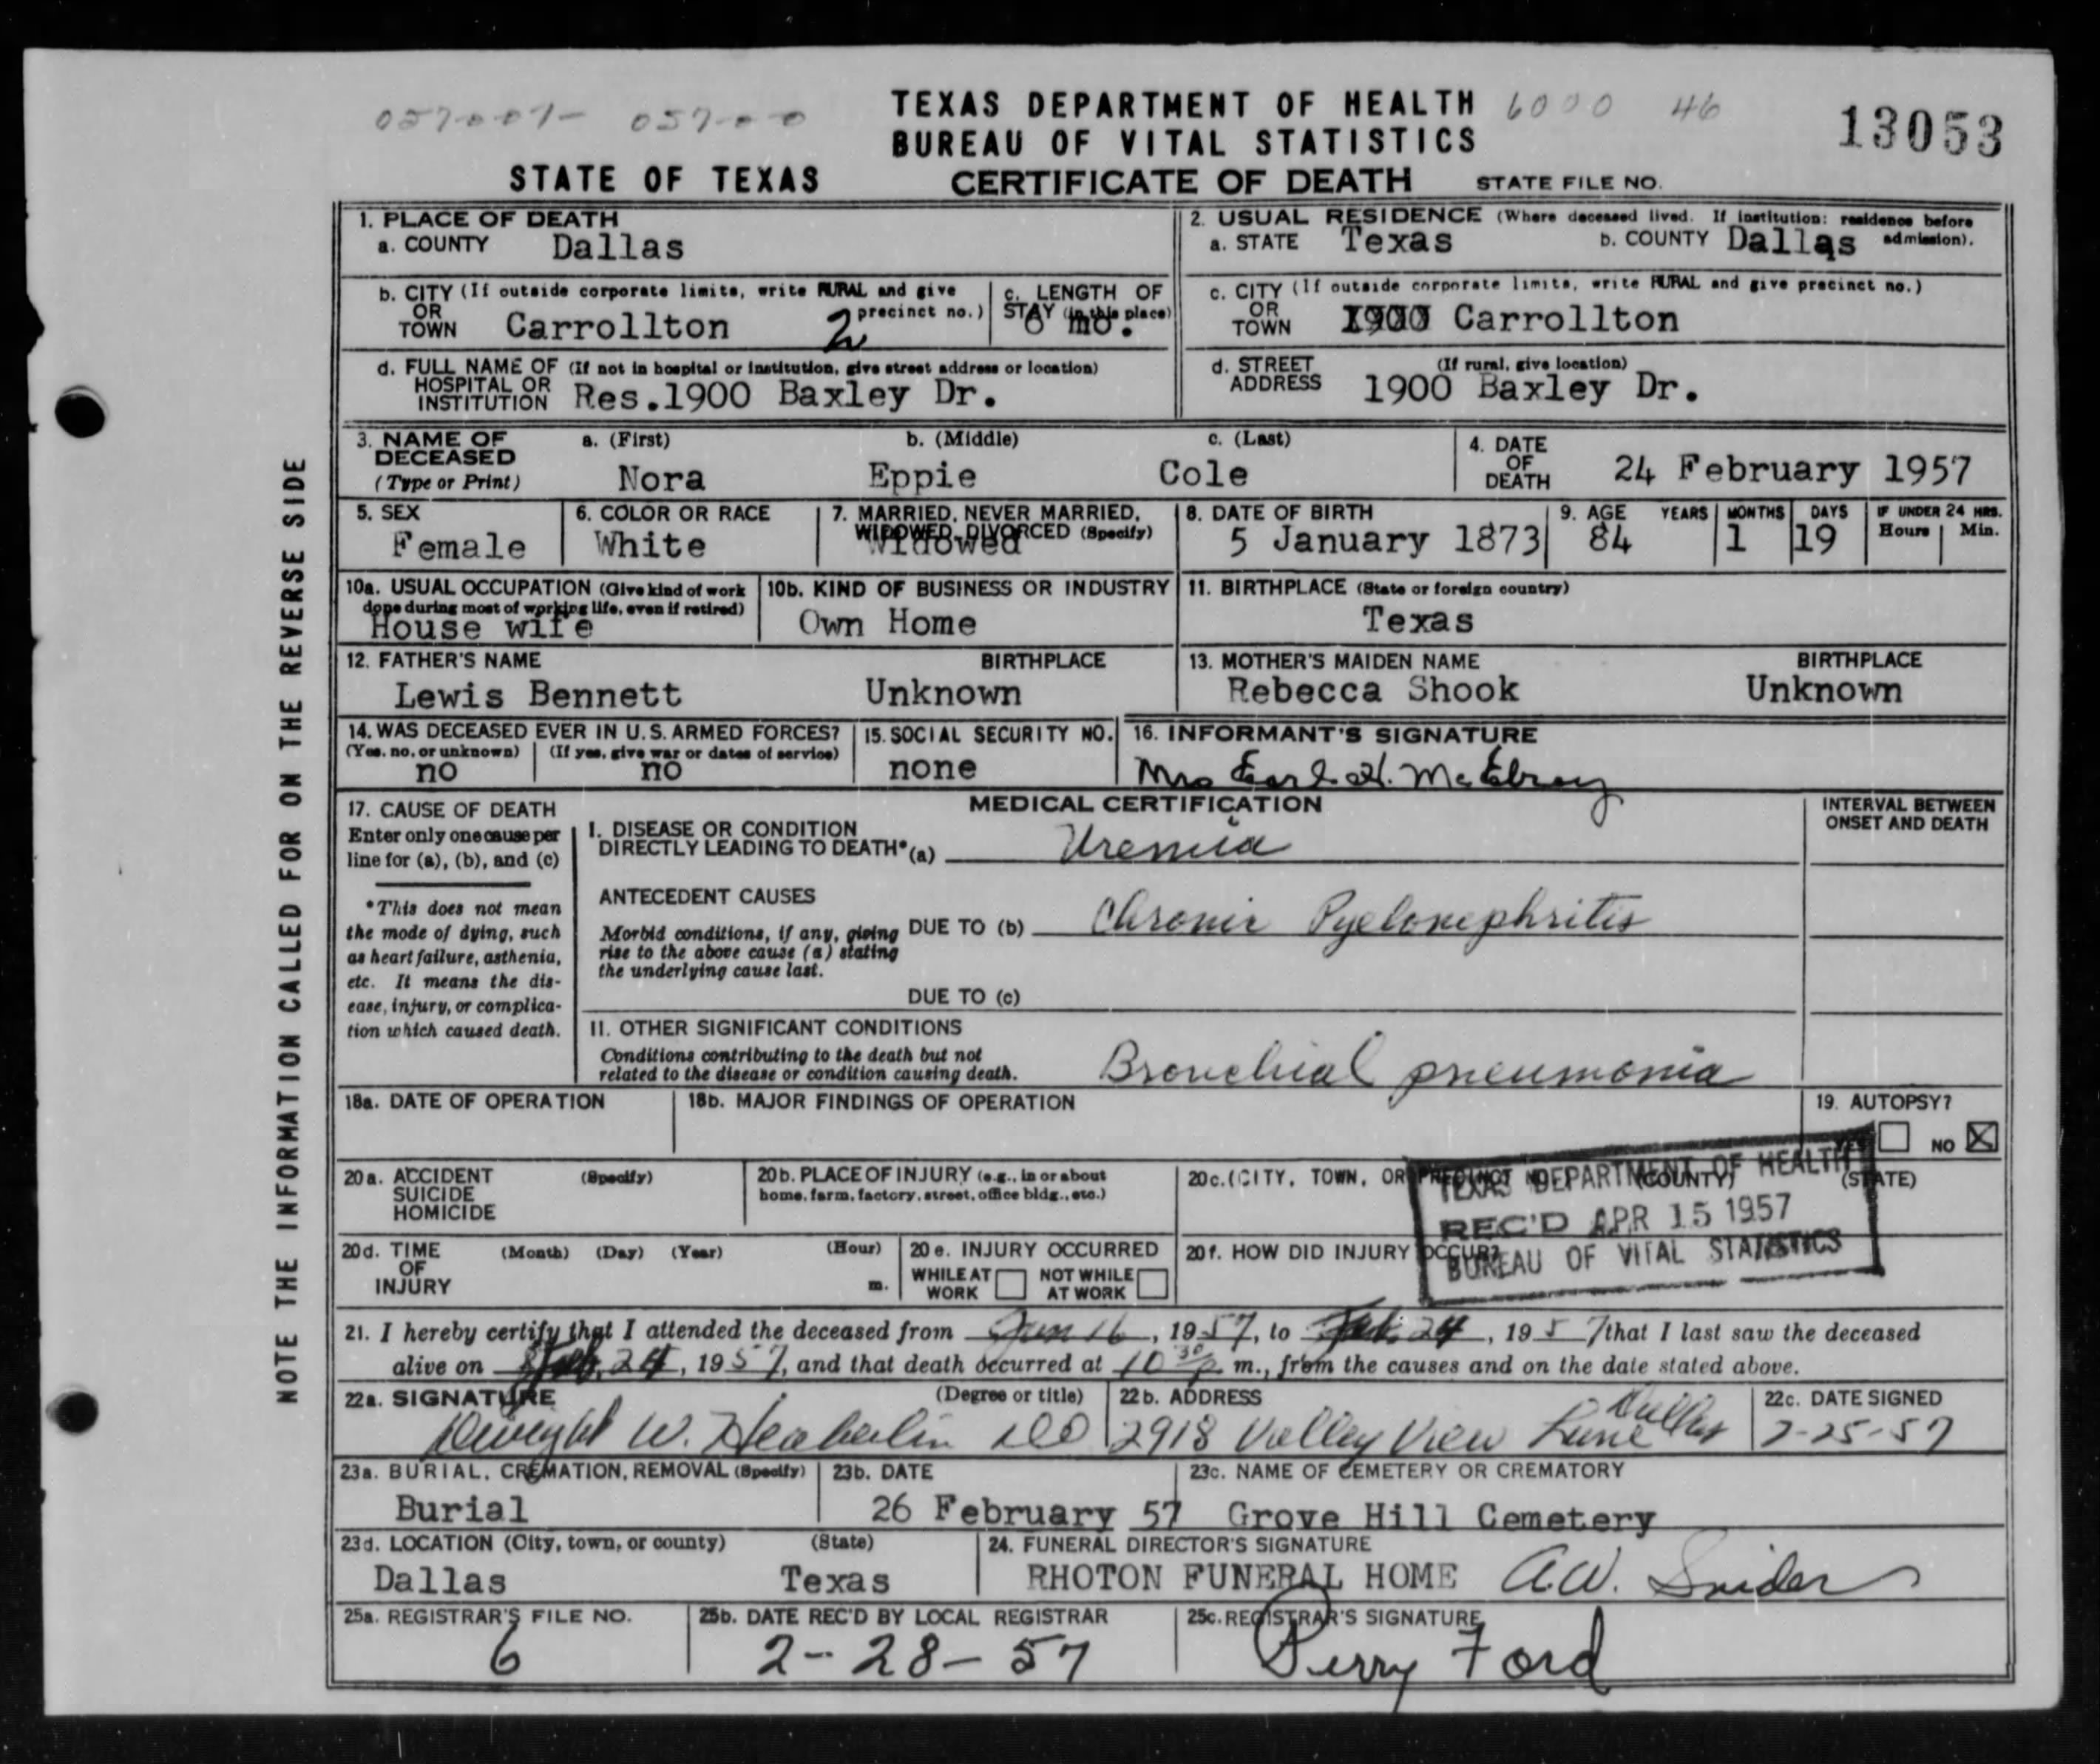 057-0-01- 057-0-0
TEXAS DEPARTMENT OF HEALTH 6000 46
BUREAU OF VITAL STATISTICS
13053
STATE OF TEXAS CERTIFICATE OF DEATH STATE FILE NO.
NOTE THE INFORMATION CALLED FOR ON THE REVERSE SIDE
1. PLACE OF DEATH
a. COUNTY Dallas
2. USUAL RESIDENCE (Where deceased lived. If institution: residence before admission).
a. STATE Texas b. COUNTY Dallas
b. CITY (If outside corporate limits, write RURAL and give precinct no.)
OR
TOWN Carrollton 2
c. LENGTH OF
STAY (in this place)
mo.
c. CITY (If outside corporate limits, write RURAL and give precinct no.)
OR
TOWN Carrollton
d. FULL NAME OF (If not in hospital or institution, give street address or location)
HOSPITAL OR
INSTITUTION Res.1900 Baxley Dr.
d. STREET (If rural, give location)
ADDRESS 1900 Baxley Dr.
3. NAME OF DECEASED (Type or Print)
a. (First) b. (Middle) c. (Last)
Nora Eppie Cole
4. DATE OF DEATH 24 February 1957
5. SEX
Female
6. COLOR OR RACE
White
7. MARRIED, NEVER MARRIED,
WIDOWED, DIVORCED (Specify)
Widowed
8. DATE OF BIRTH
5 January 1873
9. AGE YEARS MONTHS DAYS IF UNDER 24 HRS.
84 1 19 Hours Min.
10a. USUAL OCCUPATION (Give kind of work
done during most of working life, even if retired)
House wife
10b. KIND OF BUSINESS OR INDUSTRY
Own Home
11. BIRTHPLACE (State or foreign country)
Texas
12. FATHER'S NAME BIRTHPLACE
Lewis Bennett Unknown
13. MOTHER'S MAIDEN NAME BIRTHPLACE
Rebecca Shook Unknown
14. WAS DECEASED EVER IN U.S. ARMED FORCES?
(Yes, no, or unknown) (If yes, give war or dates of service)
no no
15. SOCIAL SECURITY NO.
none
16. INFORMANT'S SIGNATURE
Mrs Earl H. McElroy
17. CAUSE OF DEATH
Enter only one cause per
line for (a), (b), and (c)
*This does not mean
the mode of dying, such
as heart failure, asthenia,
etc. It means the dis-
ease, injury, or complica-
tion which caused death.
MEDICAL CERTIFICATION
INTERVAL BETWEEN
ONSET AND DEATH
I. DISEASE OR CONDITION
DIRECTLY LEADING TO DEATH* (a) Uremia
ANTECEDENT CAUSES
Morbid conditions, if any, giving
rise to the above cause (a) stating
the underlying cause last.
DUE TO (b) Chronic Pyelonephritis
DUE TO (c)
II. OTHER SIGNIFICANT CONDITIONS
Conditions contributing to the death but not
related to the disease or condition causing death.
Bronchial pneumonia
18a. DATE OF OPERATION
18b. MAJOR FINDINGS OF OPERATION
19. AUTOPSY?
YES NO
20a. ACCIDENT (Specify)
SUICIDE
HOMICIDE
20b. PLACE OF INJURY (e.g., in or about
home, farm, factory, street, office bldg., etc.)
20c. (CITY, TOWN, OR PRECINCT NO.) (COUNTY) (STATE)
TEXAS DEPARTMENT OF HEALTH
REC'D APR 15 1957
BUREAU OF VITAL STATISTICS
20d. TIME OF INJURY (Month) (Day) (Year) (Hour) m.
20e. INJURY OCCURRED
WHILE AT WORK NOT WHILE AT WORK
20f. HOW DID INJURY OCCUR?
21. I hereby certify that I attended the deceased from Jan 16, 1957, to Feb. 24, 1957 that I last saw the deceased
alive on Feb. 24, 1957, and that death occurred at 10 30 p m., from the causes and on the date stated above.
22a. SIGNATURE (Degree or title)
Dwight W. Heaberlin DO
22b. ADDRESS
2918 Valley View Lane Dallas
22c. DATE SIGNED
2-25-57
23a. BURIAL, CREMATION, REMOVAL (Specify)
Burial
23b. DATE
26 February 57
23c. NAME OF CEMETERY OR CREMATORY
Grove Hill Cemetery
23d. LOCATION (City, town, or county) (State)
Dallas Texas
24. FUNERAL DIRECTOR'S SIGNATURE
RHOTON FUNERAL HOME A.W. Snider
25a. REGISTRAR'S FILE NO.
6
25b. DATE REC'D BY LOCAL REGISTRAR
2-28-57
25c. REGISTRAR'S SIGNATURE
Perry Ford